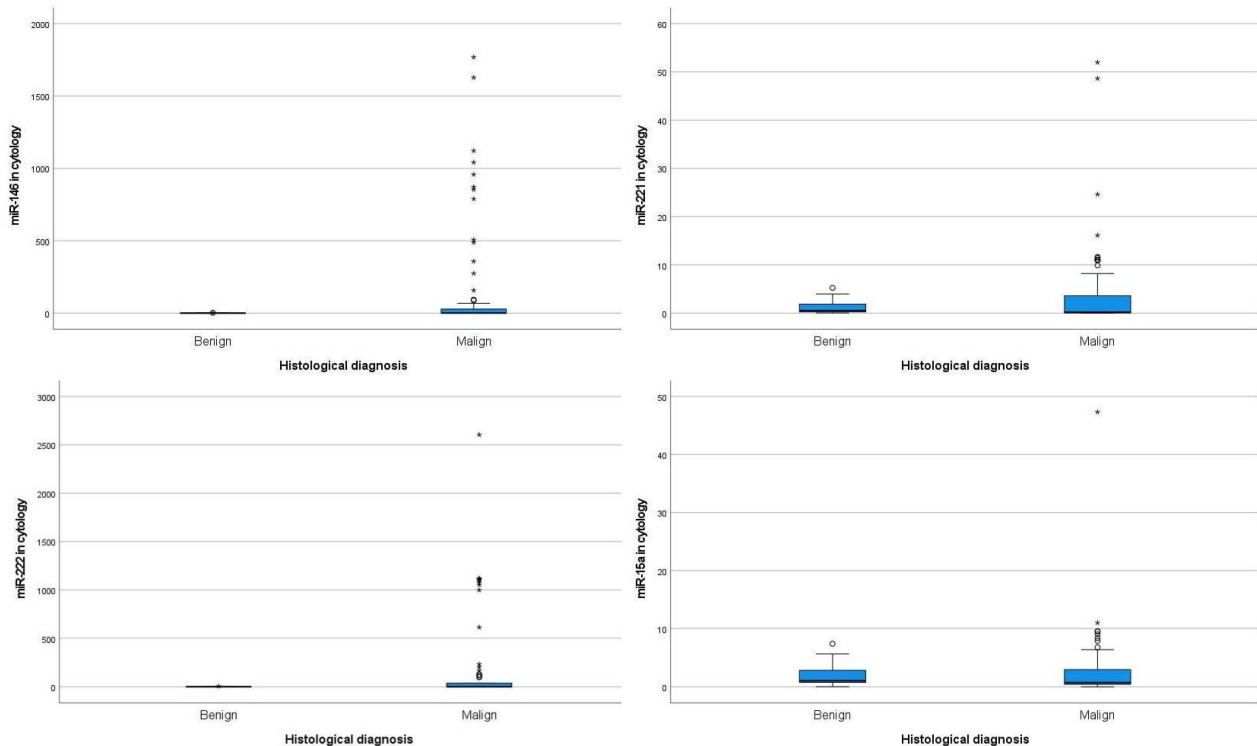 2000
1500
1000
500
0
miR-146 in cytology
Benign
Malign
Histological diagnosis
60
50
40
30
20
10
0
miR-221 in cytology
Benign
Malign
Histological diagnosis
3000
2500
2000
1500
1000
500
0
miR-222 in cytology
Benign
Malign
Histological diagnosis
50
40
30
20
10
0
miR-15a in cytology
Benign
Malign
Histological diagnosis